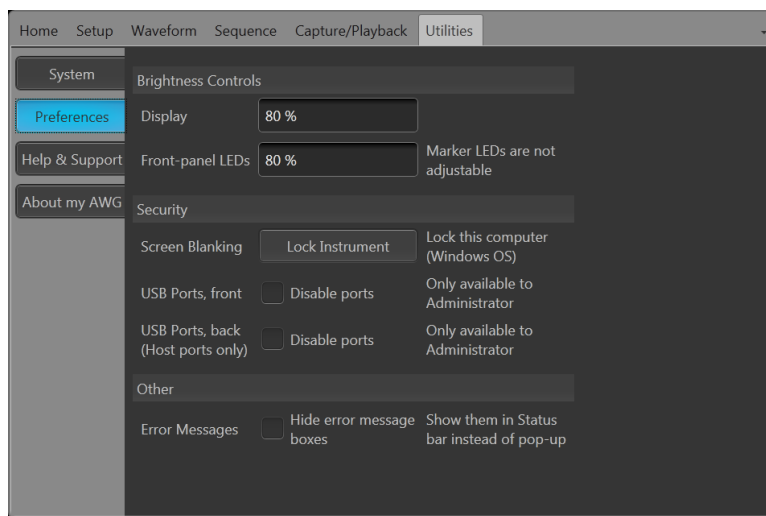 Home Setup Waveform Sequence Capture/Playback Utilities
System
Preferences
Help & Support
About my AWG
Brightness Controls
Display 80 %
Front-panel LEDs 80 % Marker LEDs are not
adjustable
Security
Screen Blanking Lock Instrument Lock this computer
(Windows OS)
USB Ports, front Disable ports Only available to
Administrator
USB Ports, back
(Host ports only) Disable ports Only available to
Administrator
Other
Error Messages Hide error message
boxes Show them in Status
bar instead of pop-up